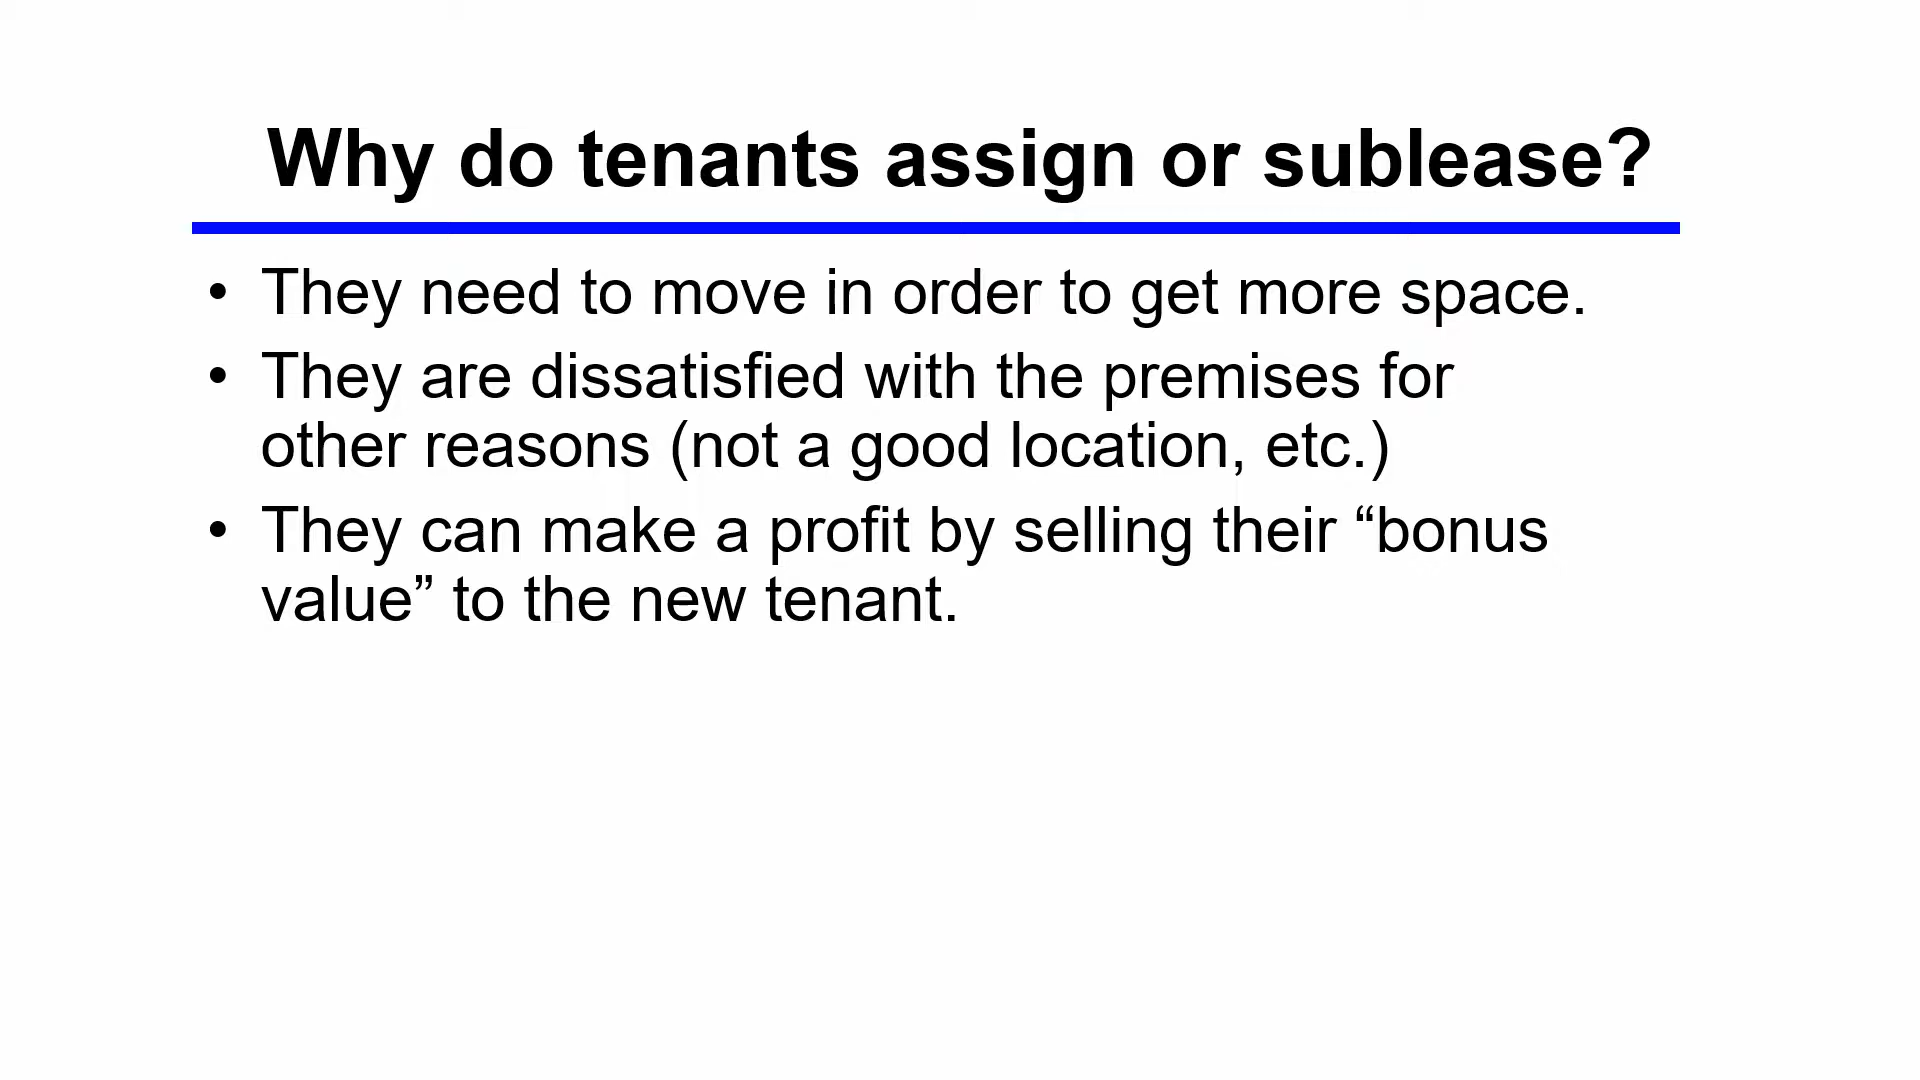 Why do tenants assign or sublease?
• They need to move in order to get more space.
• They are dissatisfied with the premises for
other reasons (not a good location, etc.)
• They can make a profit by selling their “bonus
value” to the new tenant.